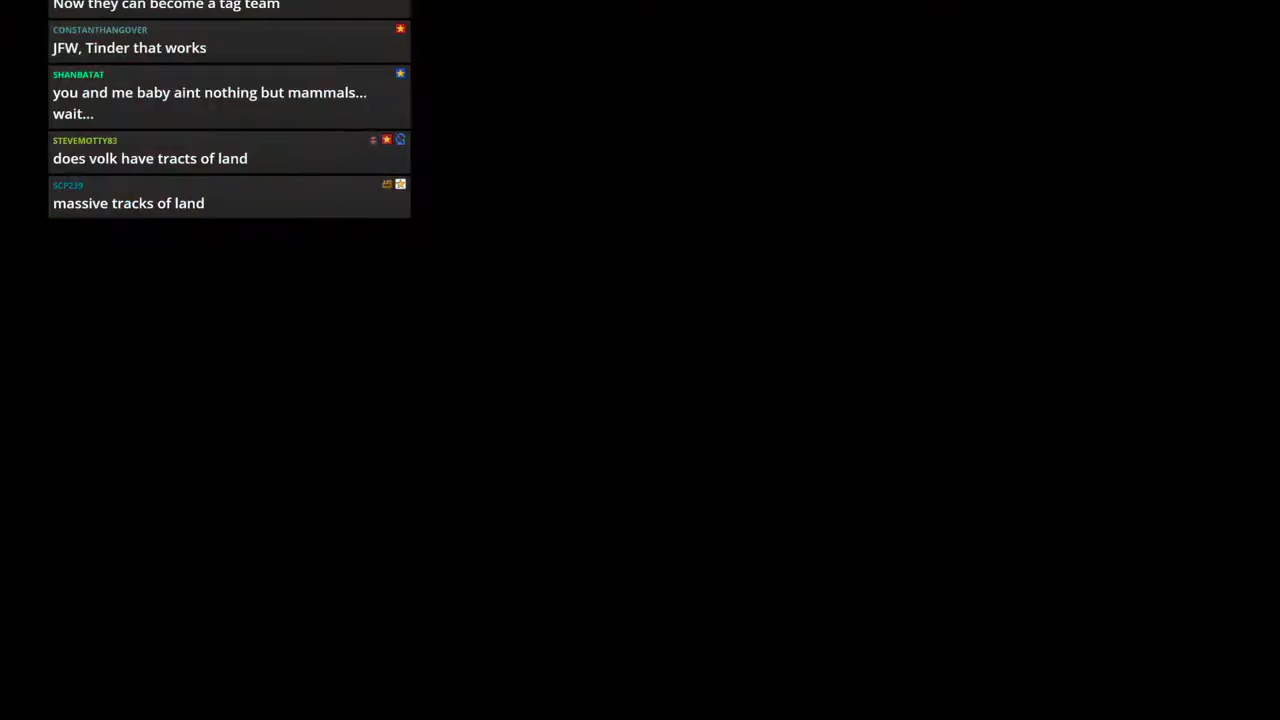 Now they can become a tag team
CONSTANTHANGOVER
JFW, Tinder that works
SHANBATAT
you and me baby aint nothing but mammals...
wait...
STEVEMOTTY83
does volk have tracts of land
SCP239
massive tracks of land